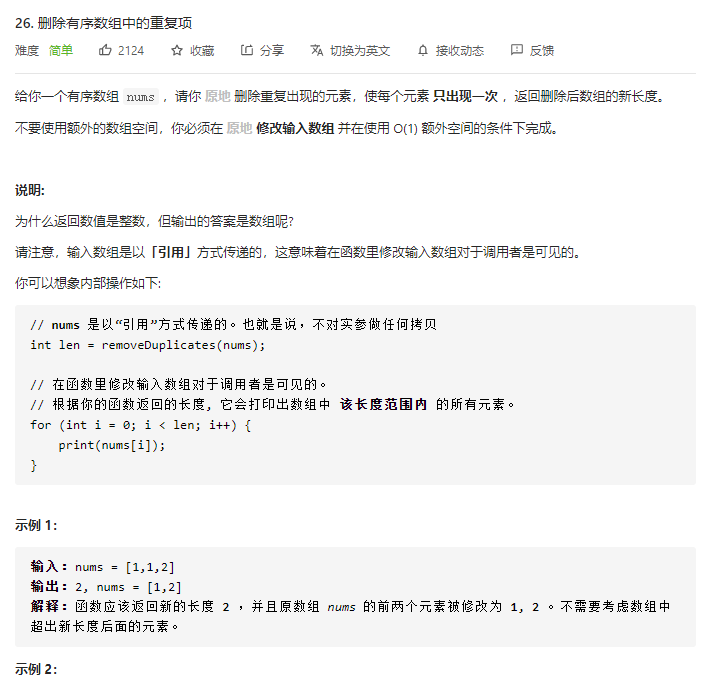 26. 删除有序数组中的重复项
难度 简单 2124 收藏 分享 切换为英文 接收动态 反馈
给你一个有序数组 nums ，请你 原地 删除重复出现的元素，使每个元素 只出现一次 ，返回删除后数组的新长度。
不要使用额外的数组空间，你必须在 原地 修改输入数组 并在使用 O(1) 额外空间的条件下完成。
说明:
为什么返回数值是整数，但输出的答案是数组呢?
请注意，输入数组是以「引用」方式传递的，这意味着在函数里修改输入数组对于调用者是可见的。
你可以想象内部操作如下:
// nums 是以“引用”方式传递的。也就是说，不对实参做任何拷贝
int len = removeDuplicates(nums);
// 在函数里修改输入数组对于调用者是可见的。
// 根据你的函数返回的长度, 它会打印出数组中 该长度范围内 的所有元素。
for (int i = 0; i < len; i++) {
    print(nums[i]);
}
示例 1：
输入：nums = [1,1,2]
输出：2, nums = [1,2]
解释：函数应该返回新的长度 2 ，并且原数组 nums 的前两个元素被修改为 1, 2 。不需要考虑数组中
超出新长度后面的元素。
示例 2：